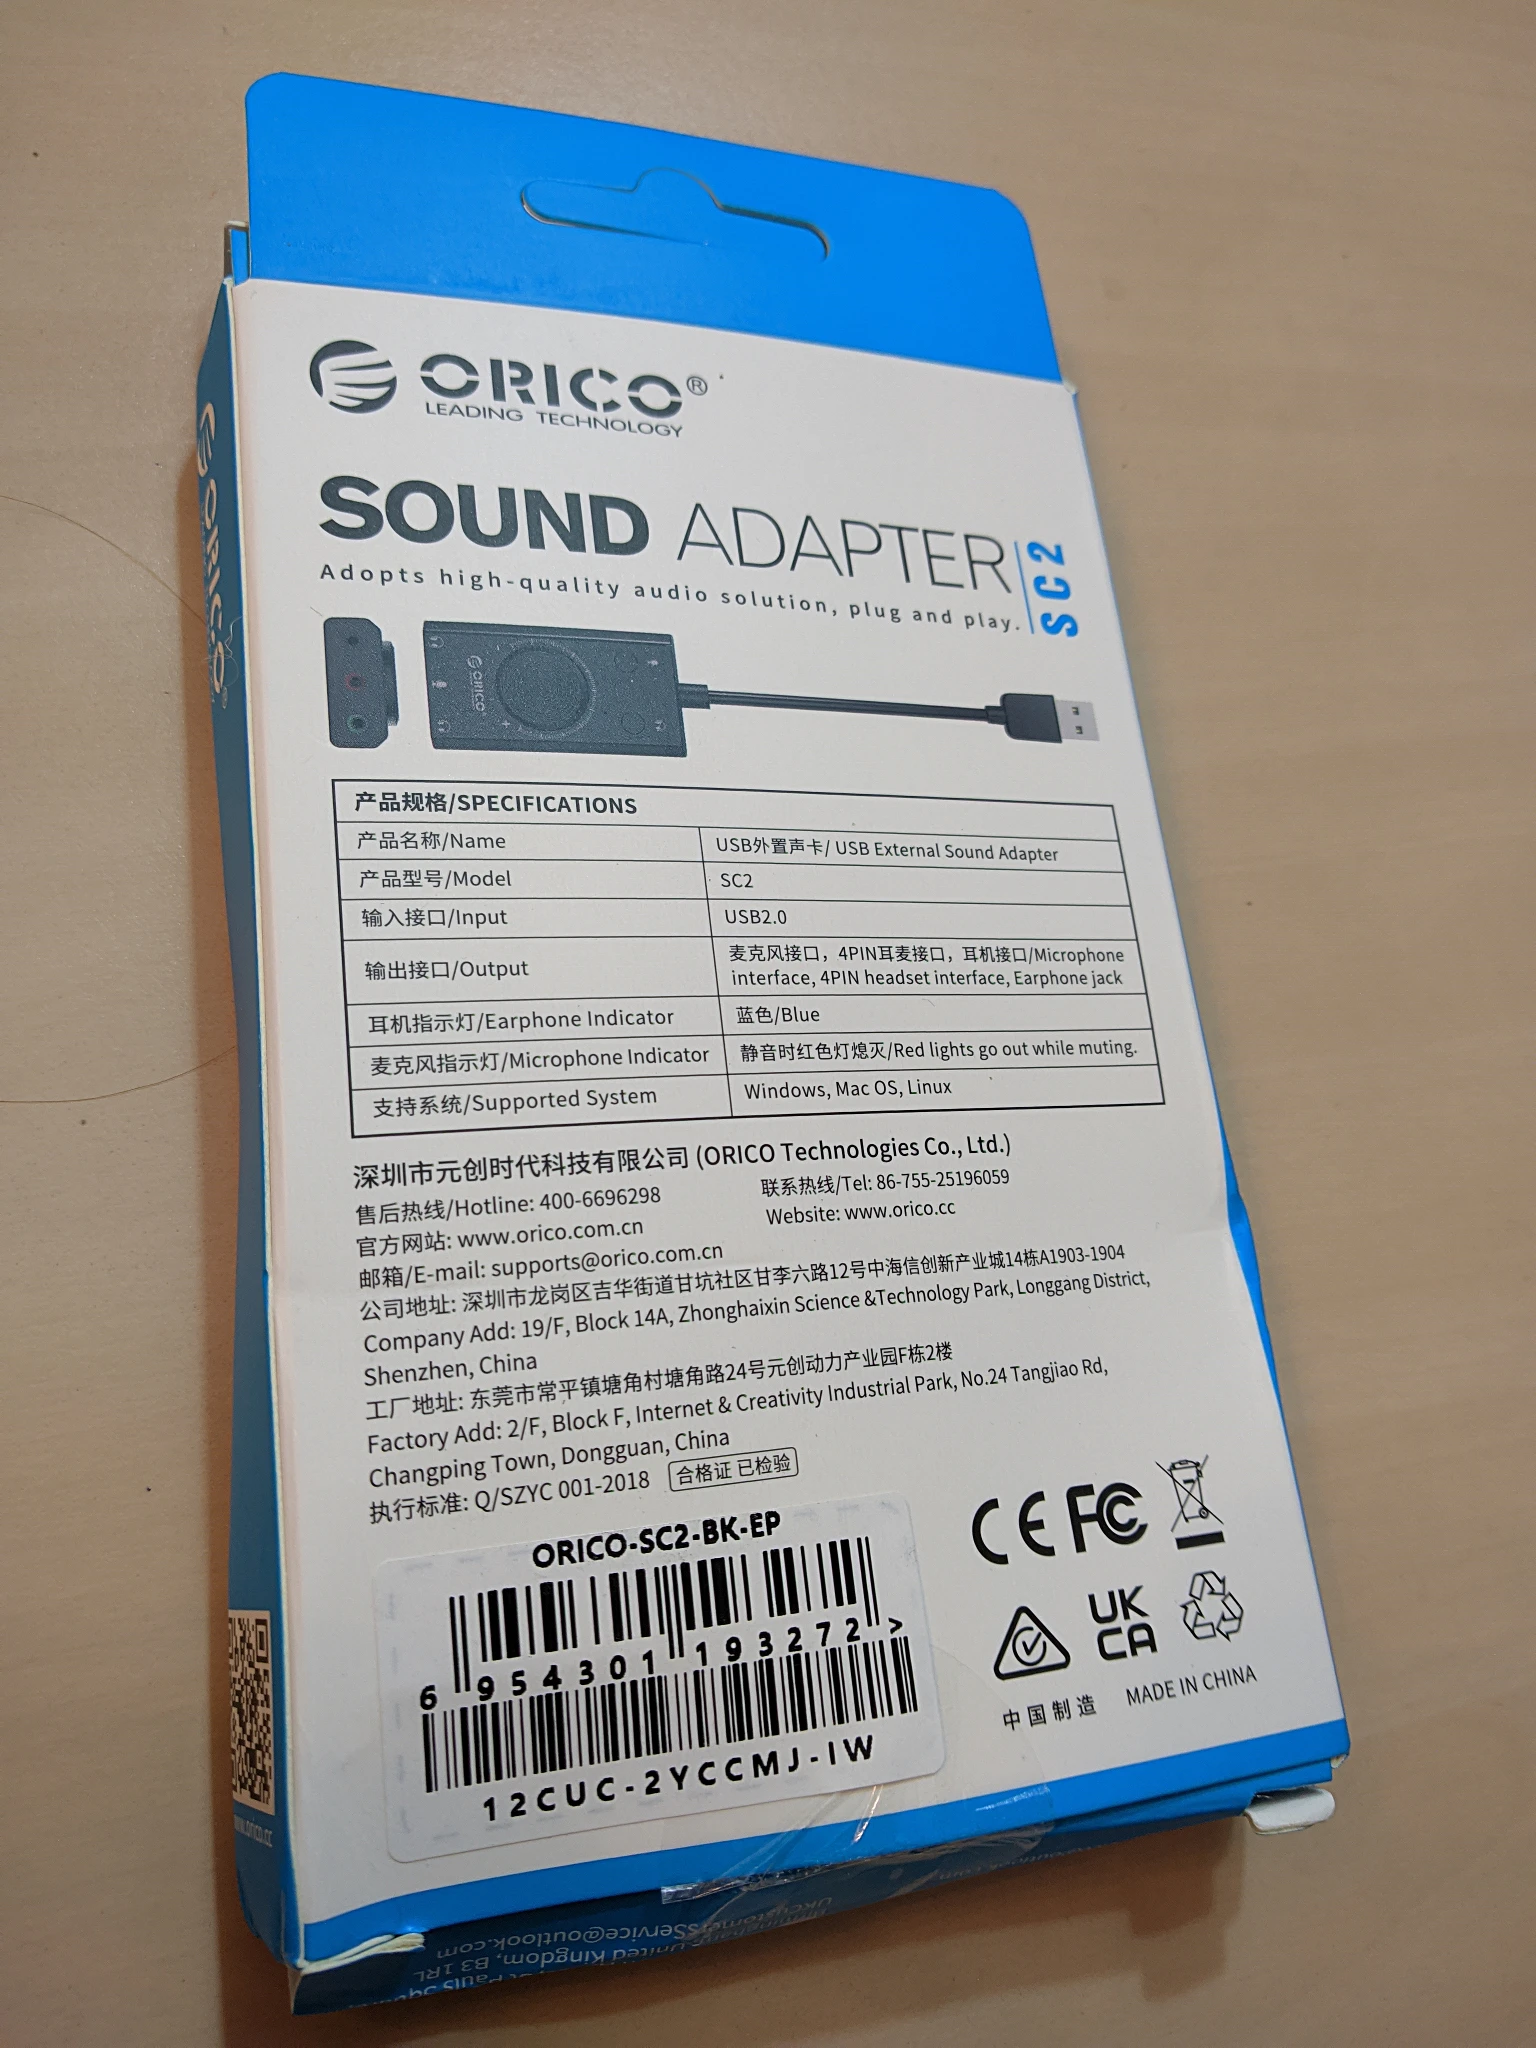 ORICO®
LEADING TECHNOLOGY
SOUND ADAPTER SC2
Adopts high-quality audio solution, plug and play.
ORICO
产品规格/SPECIFICATIONS
产品名称/Name USB外置声卡/ USB External Sound Adapter
产品型号/Model SC2
输入接口/Input USB2.0
输出接口/Output 麦克风接口，4PIN耳麦接口，耳机接口/Microphone
interface, 4PIN headset interface, Earphone jack
耳机指示灯/Earphone Indicator 蓝色/Blue
麦克风指示灯/Microphone Indicator 静音时红色灯熄灭/Red lights go out while muting.
支持系统/Supported System Windows, Mac OS, Linux
深圳市元创时代科技有限公司 (ORICO Technologies Co., Ltd.)
售后热线/Hotline: 400-6696298 联系热线/Tel: 86-755-25196059
官方网站: www.orico.com.cn Website: www.orico.cc
邮箱/E-mail: supports@orico.com.cn
公司地址: 深圳市龙岗区吉华街道甘坑社区甘李六路12号中海信创新产业城14栋A1903-1904
Company Add: 19/F, Block 14A, Zhonghaixin Science &Technology Park, Longgang District,
Shenzhen, China
工厂地址: 东莞市常平镇塘角村塘角路24号元创动力产业园F栋2楼
Factory Add: 2/F, Block F, Internet & Creativity Industrial Park, No.24 Tangjiao Rd,
Changping Town, Dongguan, China
执行标准: Q/SZYC 001-2018 合格证 已检验
ORICO-SC2-BK-EP
6 954301 193272 >
12CUC-2YCCMJ-IW
CE FC
UK
CA
中国制造 MADE IN CHINA
ORICO®
www.orico.cc
United Kingdom, B3 1RL
UKCustomersService@outlook.com